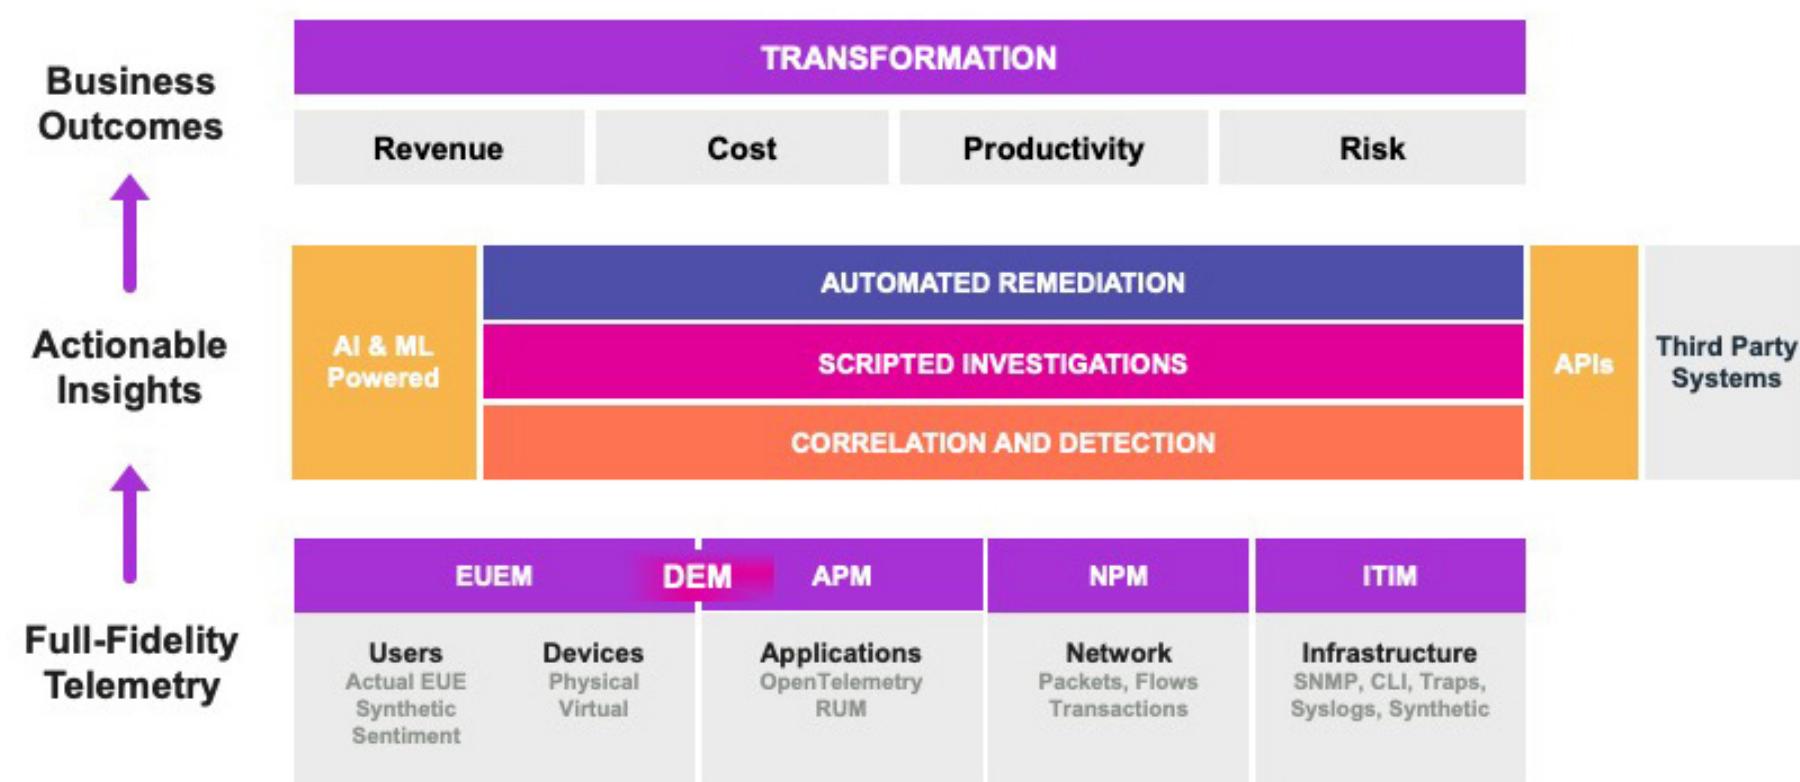 Business
Outcomes
TRANSFORMATION
Revenue
Cost
Productivity
Risk
Actionable
Insights
AI & ML
Powered
AUTOMATED REMEDIATION
SCRIPTED INVESTIGATIONS
CORRELATION AND DETECTION
APIs
Third Party
Systems
Full-Fidelity
Telemetry
EUEM
DEM
APM
NPM
ITIM
Users
Actual EUE
Synthetic
Sentiment
Devices
Physical
Virtual
Applications
OpenTelemetry
RUM
Network
Packets, Flows
Transactions
Infrastructure
SNMP, CLI, Traps,
Syslogs, Synthetic